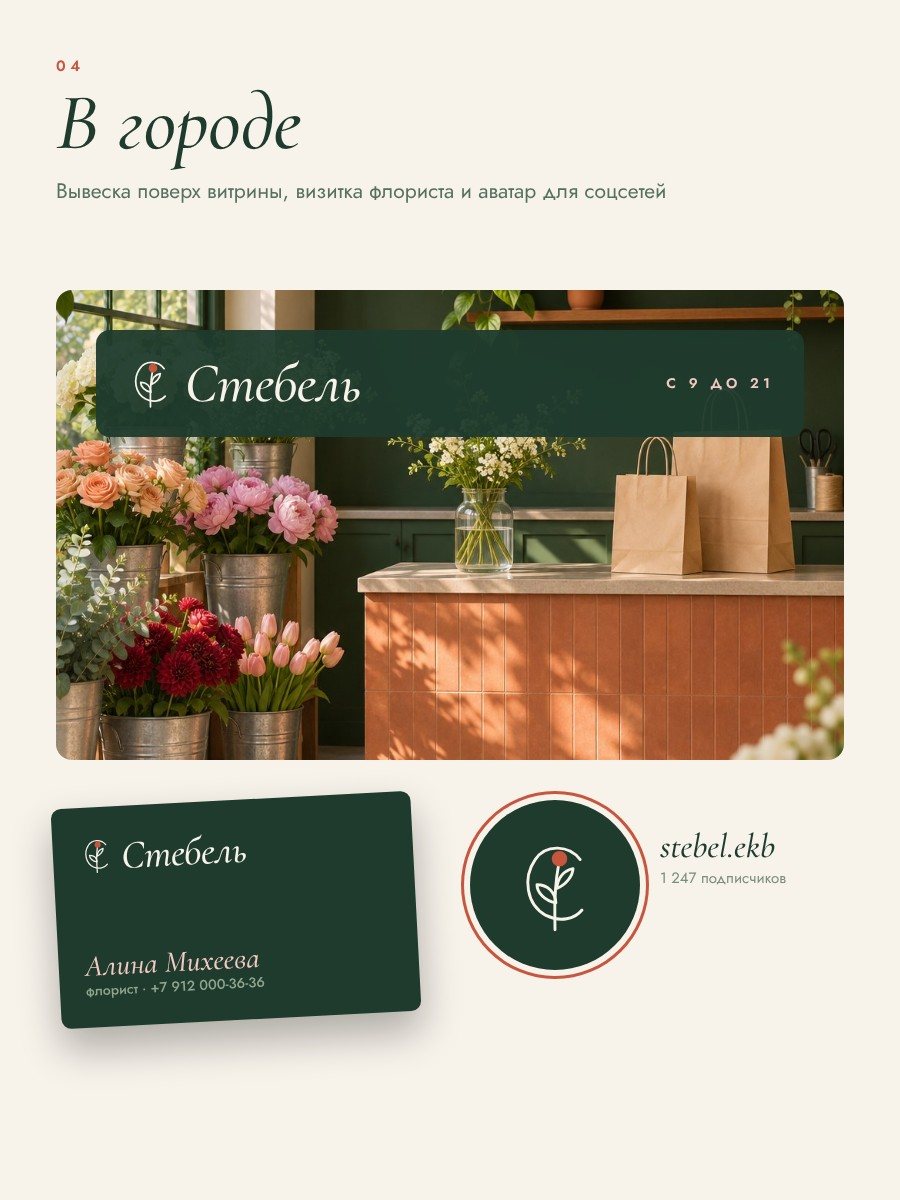 04
В городе
Вывеска поверх витрины, визитка флориста и аватар для соцсетей
Стебель
С 9 ДО 21
Стебель
Алина Михеева
флорист · +7 912 000-36-36
stebel.ekb
1 247 подписчиков